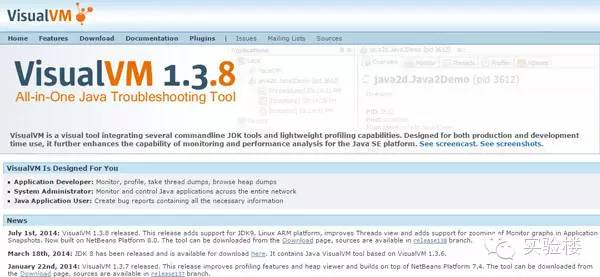 VisualVM
Home Features Download Documentation Plugins | Issues Mailing Lists Sources
VisualVM 1.3.8
All-in-One Java Troubleshooting Tool
java2d.Java2Demo (pid 3612)
VisualVM is a visual tool integrating several commandline JDK tools and lightweight profiling capabilities. Designed for both production and development
time use, it further enhances the capability of monitoring and performance analysis for the Java SE platform. See screencast. See screenshots.
VisualVM Is Designed For You
Application Developer: Monitor, profile, take thread dumps, browse heap dumps
System Administrator: Monitor and control Java applications across the entire network
Java Application User: Create bug reports containing all the necessary information
News
July 1st, 2014: VisualVM 1.3.8 released. This release adds support for JDK9, Linux ARM platform, improves Threads view and adds support for zooming of Monitor graphs in Application
Snapshots. Now built on NetBeans Platform 8.0. The tool can be downloaded from the Download page, sources are available in release138 branch.
March 18th, 2014: JDK 8 has been released and is available for download here. It contains Java VisualVM tool based on VisualVM 1.3.6.
January 22nd, 2014: VisualVM 1.3.7 released. This release improves profiling features and heap viewer and builds on top of NetBeans Platform 7.4. The tool can be downloaded from
the Download page, sources are available in release137 branch.
实验楼